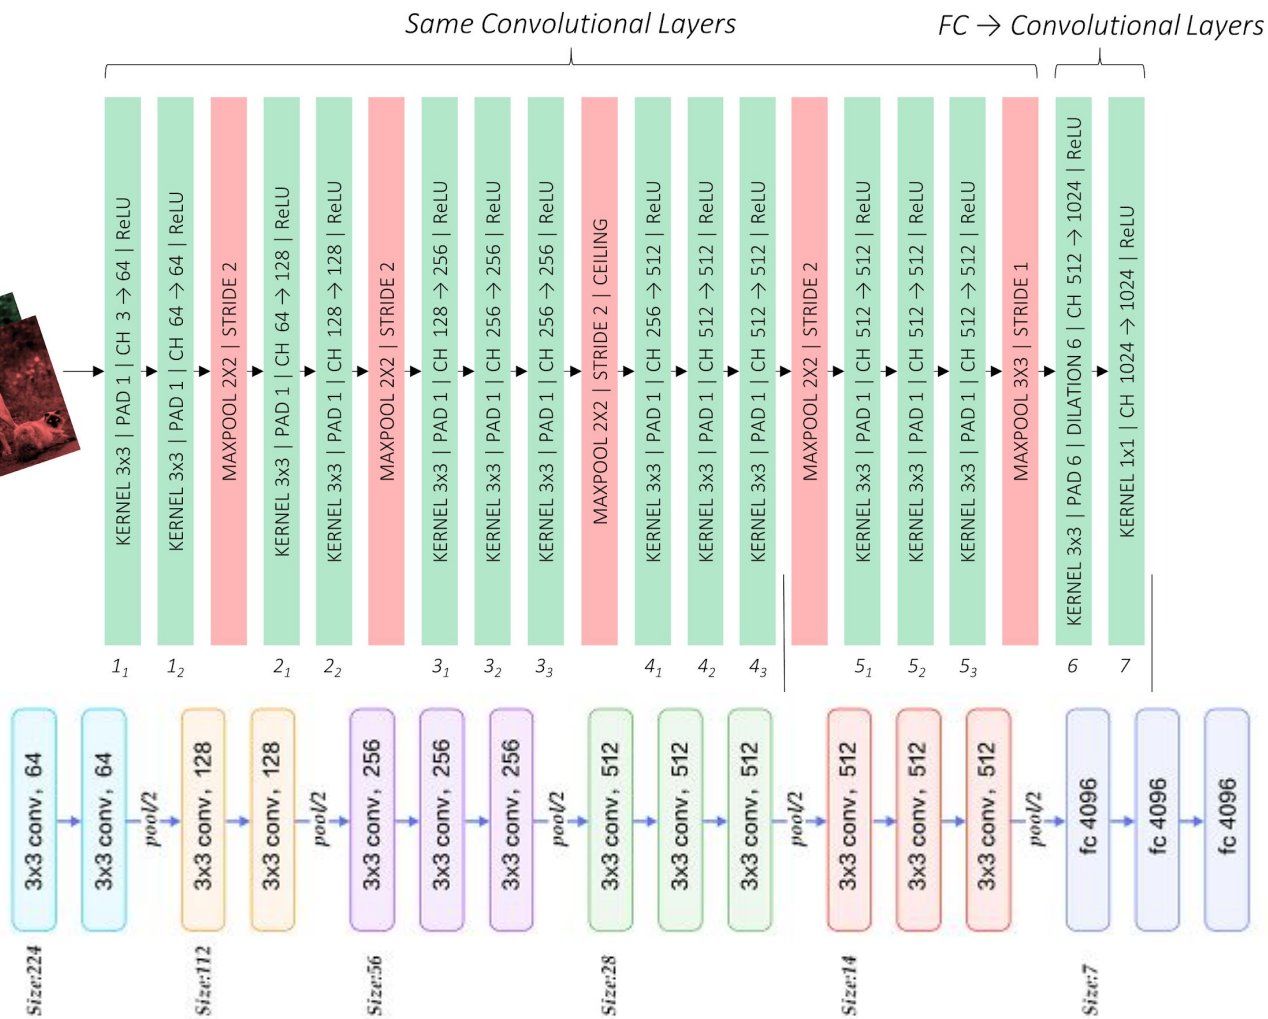 Same Convolutional Layers
FC → Convolutional Layers
KERNEL 3x3 | PAD 1 | CH 3 → 64 | ReLU
KERNEL 3x3 | PAD 1 | CH 64 → 64 | ReLU
MAXPOOL 2X2 | STRIDE 2
KERNEL 3x3 | PAD 1 | CH 64 → 128 | ReLU
KERNEL 3x3 | PAD 1 | CH 128 → 128 | ReLU
MAXPOOL 2X2 | STRIDE 2
KERNEL 3x3 | PAD 1 | CH 128 → 256 | ReLU
KERNEL 3x3 | PAD 1 | CH 256 → 256 | ReLU
KERNEL 3x3 | PAD 1 | CH 256 → 256 | ReLU
MAXPOOL 2X2 | STRIDE 2 | CEILING
KERNEL 3x3 | PAD 1 | CH 256 → 512 | ReLU
KERNEL 3x3 | PAD 1 | CH 512 → 512 | ReLU
KERNEL 3x3 | PAD 1 | CH 512 → 512 | ReLU
MAXPOOL 2X2 | STRIDE 2
KERNEL 3x3 | PAD 1 | CH 512 → 512 | ReLU
KERNEL 3x3 | PAD 1 | CH 512 → 512 | ReLU
KERNEL 3x3 | PAD 1 | CH 512 → 512 | ReLU
MAXPOOL 3X3 | STRIDE 1
KERNEL 3x3 | PAD 6 | DILATION 6 | CH 512 → 1024 | ReLU
KERNEL 1x1 | CH 1024 → 1024 | ReLU
1₁
1₂
2₁
2₂
3₁
3₂
3₃
4₁
4₂
4₃
5₁
5₂
5₃
6
7
3x3 conv, 64
3x3 conv, 64
pool/2
3x3 conv, 128
3x3 conv, 128
pool/2
3x3 conv, 256
3x3 conv, 256
3x3 conv, 256
pool/2
3x3 conv, 512
3x3 conv, 512
3x3 conv, 512
pool/2
3x3 conv, 512
3x3 conv, 512
3x3 conv, 512
pool/2
fc 4096
fc 4096
fc 4096
Size:224
Size:112
Size:56
Size:28
Size:14
Size:7